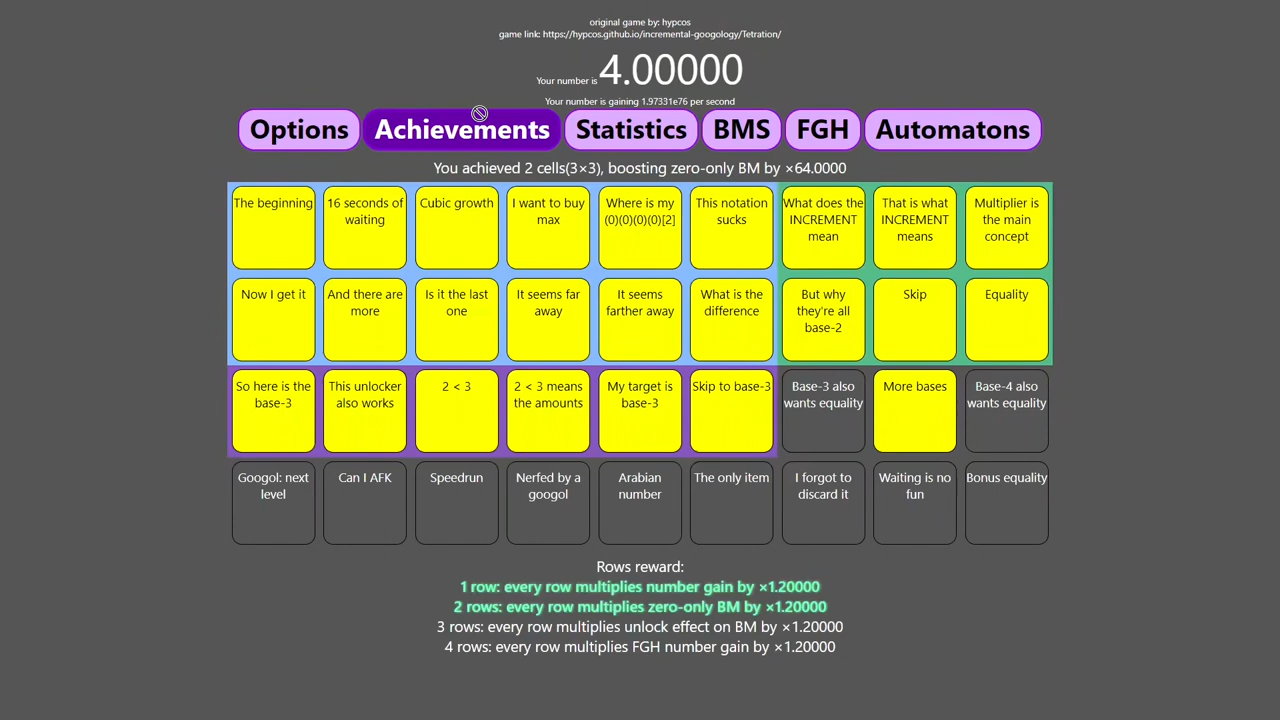 original game by: hypcos
game link: https://hypcos.github.io/incremental-googology/Tetration/
Your number is 4.00000
Your number is gaining 1.97331e76 per second
Options Achievements Statistics BMS FGH Automatons
You achieved 2 cells(3×3), boosting zero-only BM by ×64.0000
The beginning
16 seconds of
waiting
Cubic growth
I want to buy
max
Where is my
(0)(0)(0)(0)[2]
This notation
sucks
What does the
INCREMENT
mean
That is what
INCREMENT
means
Multiplier is
the main
concept
Now I get it
And there are
more
Is it the last
one
It seems far
away
It seems
farther away
What is the
difference
But why
they're all
base-2
Skip
Equality
So here is the
base-3
This unlocker
also works
2 < 3
2 < 3 means
the amounts
My target is
base-3
Skip to base-3
Base-3 also
wants equality
More bases
Base-4 also
wants equality
Googol: next
level
Can I AFK
Speedrun
Nerfed by a
googol
Arabian
number
The only item
I forgot to
discard it
Waiting is no
fun
Bonus equality
Rows reward:
1 row: every row multiplies number gain by ×1.20000
2 rows: every row multiplies zero-only BM by ×1.20000
3 rows: every row multiplies unlock effect on BM by ×1.20000
4 rows: every row multiplies FGH number gain by ×1.20000